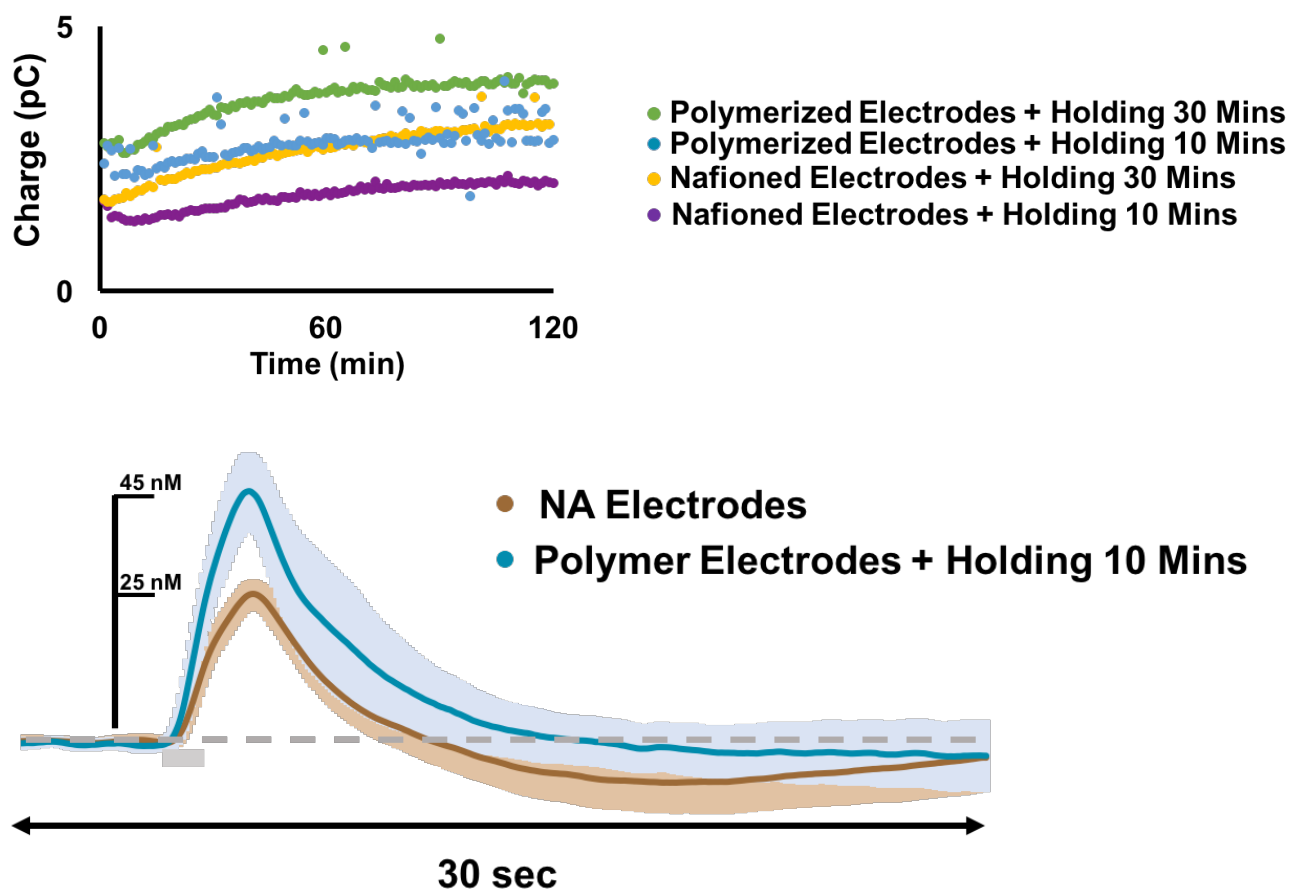 5
Charge (pC)
0
0
60
120
Time (min)
Polymerized Electrodes + Holding 30 Mins
Polymerized Electrodes + Holding 10 Mins
Nafioned Electrodes + Holding 30 Mins
Nafioned Electrodes + Holding 10 Mins
45 nM
25 nM
NA Electrodes
Polymer Electrodes + Holding 10 Mins
30 sec